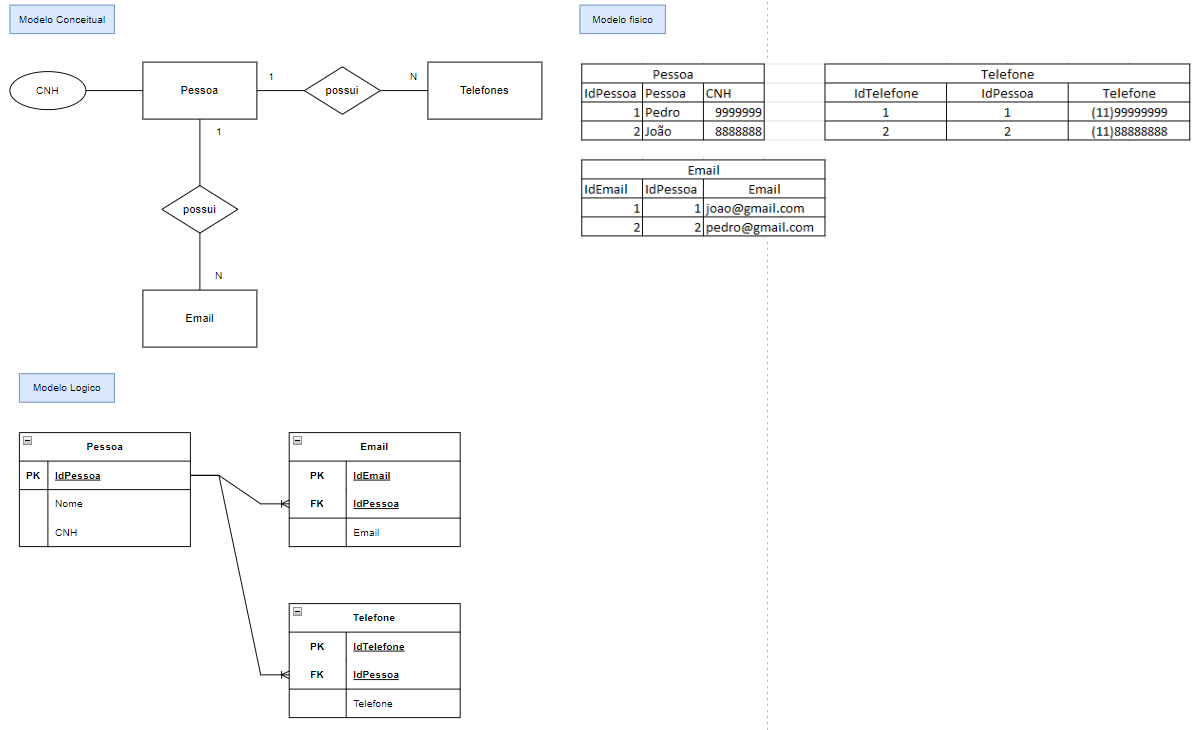 Modelo Conceitual
CNH
Pessoa
1
possui
N
Telefones
1
possui
N
Email
Modelo Logico
Pessoa
PK IdPessoa
Nome
CNH
Email
PK IdEmail
FK IdPessoa
Email
Telefone
PK IdTelefone
FK IdPessoa
Telefone
Modelo fisico
Pessoa
IdPessoa Pessoa CNH
1 Pedro 9999999
2 João 8888888
Telefone
IdTelefone IdPessoa Telefone
1 1 (11)99999999
2 2 (11)88888888
Email
IdEmail IdPessoa Email
1 1 joao@gmail.com
2 2 pedro@gmail.com